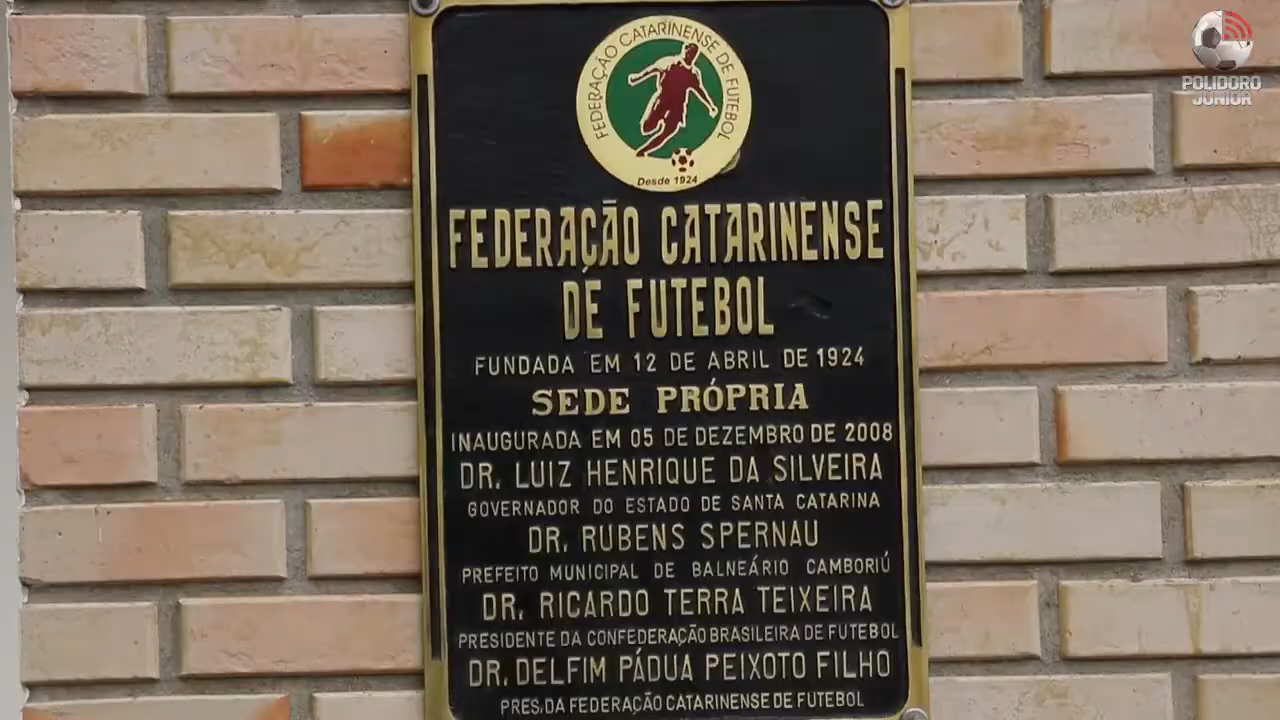 POLIDORO
JÚNIOR
FEDERAÇÃO CATARINENSE DE FUTEBOL
Desde 1924
FEDERAÇÃO CATARINENSE
DE FUTEBOL
FUNDADA EM 12 DE ABRIL DE 1924
SEDE PRÓPRIA
INAUGURADA EM 05 DE DEZEMBRO DE 2008
DR. LUIZ HENRIQUE DA SILVEIRA
GOVERNADOR DO ESTADO DE SANTA CATARINA
DR. RUBENS SPERNAU
PREFEITO MUNICIPAL DE BALNEÁRIO CAMBORIÚ
DR. RICARDO TERRA TEIXEIRA
PRESIDENTE DA CONFEDERAÇÃO BRASILEIRA DE FUTEBOL
DR. DELFIM PÁDUA PEIXOTO FILHO
PRES. DA FEDERAÇÃO CATARINENSE DE FUTEBOL